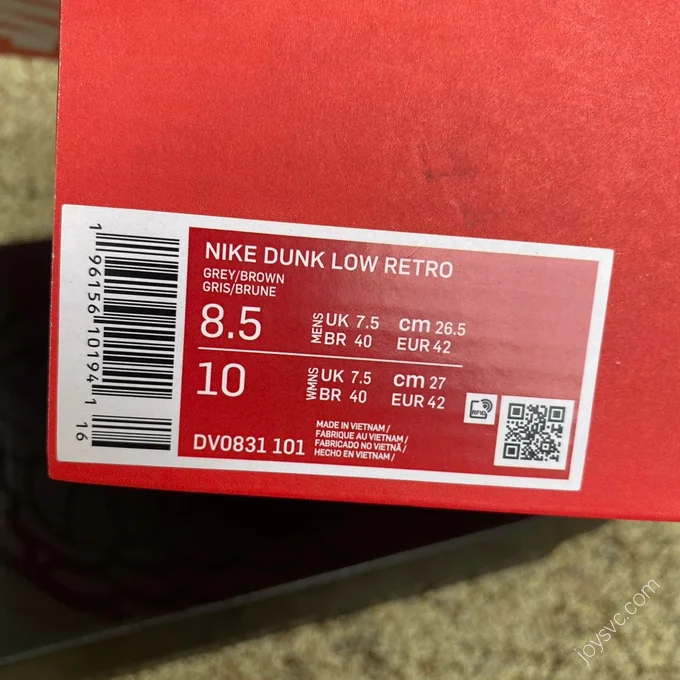 NIKE DUNK LOW RETRO
GREY/BROWN
GRIS/BRUNE
8.5 MENS UK 7.5 cm 26.5
BR 40 EUR 42
10 WMNS UK 7.5 cm 27
BR 40 EUR 42
RFID
DV0831 101
MADE IN VIETNAM /
FABRIQUE AU VIETNAM /
FABRICADO NO VIETNÃ /
HECHO EN VIETNAM /
1 96156 10194 1
16
joysvc.com